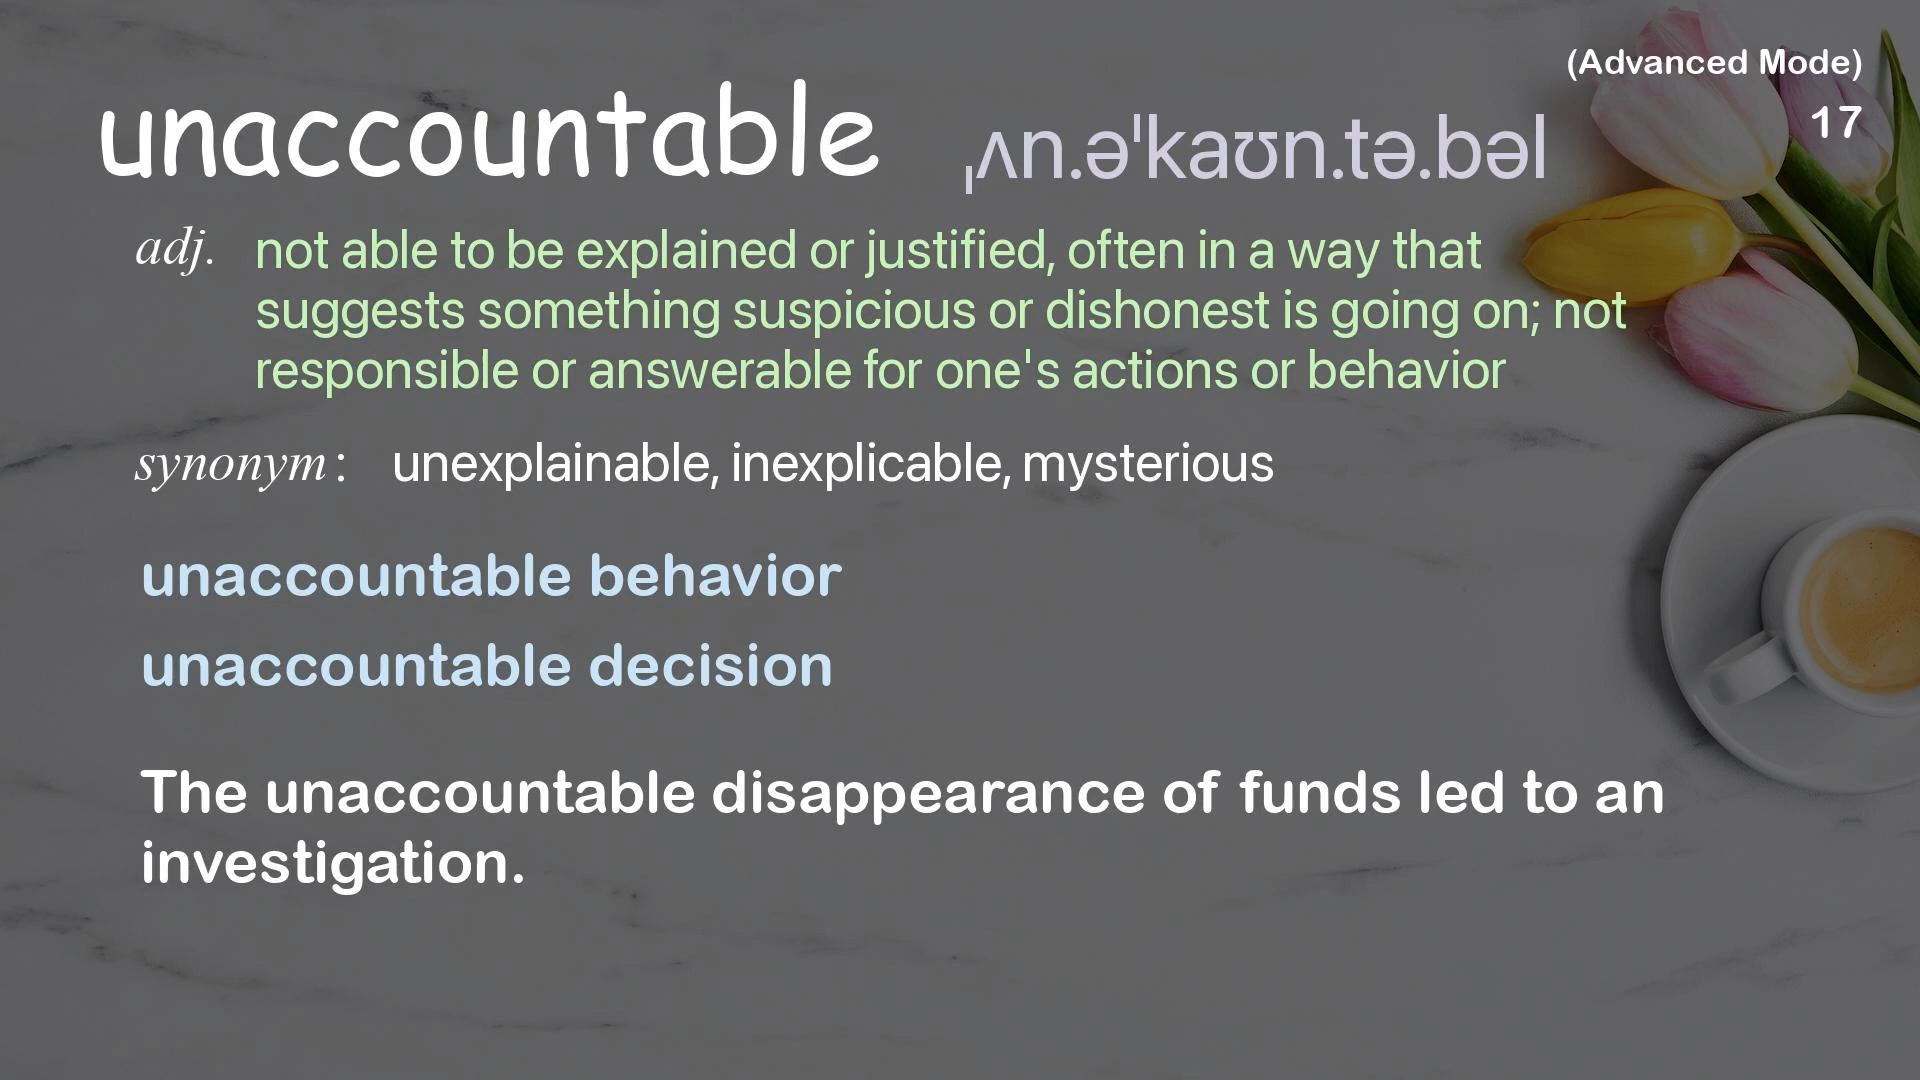 (Advanced Mode)
17
unaccountable ˌʌn.əˈkaʊn.tə.bəl
adj. not able to be explained or justified, often in a way that
suggests something suspicious or dishonest is going on; not
responsible or answerable for one's actions or behavior
synonym: unexplainable, inexplicable, mysterious
unaccountable behavior
unaccountable decision
The unaccountable disappearance of funds led to an
investigation.